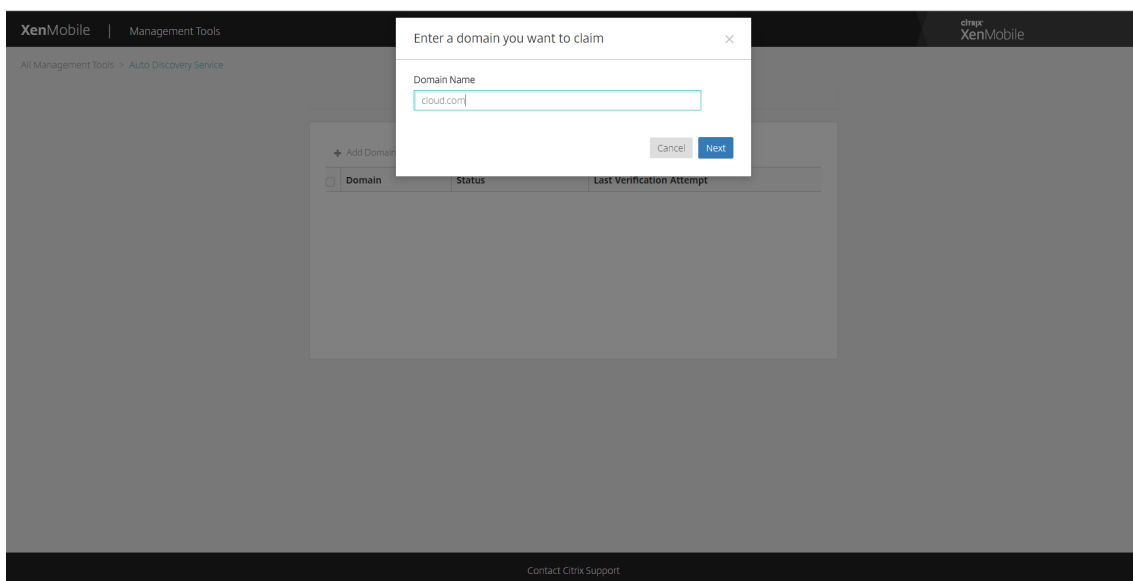 XenMobile | Management Tools
citrix
XenMobile
All Management Tools > Auto Discovery Service
Enter a domain you want to claim ×
Domain Name
cloud.com
Cancel Next
+ Add Domain
Domain Status Last Verification Attempt
Contact Citrix Support